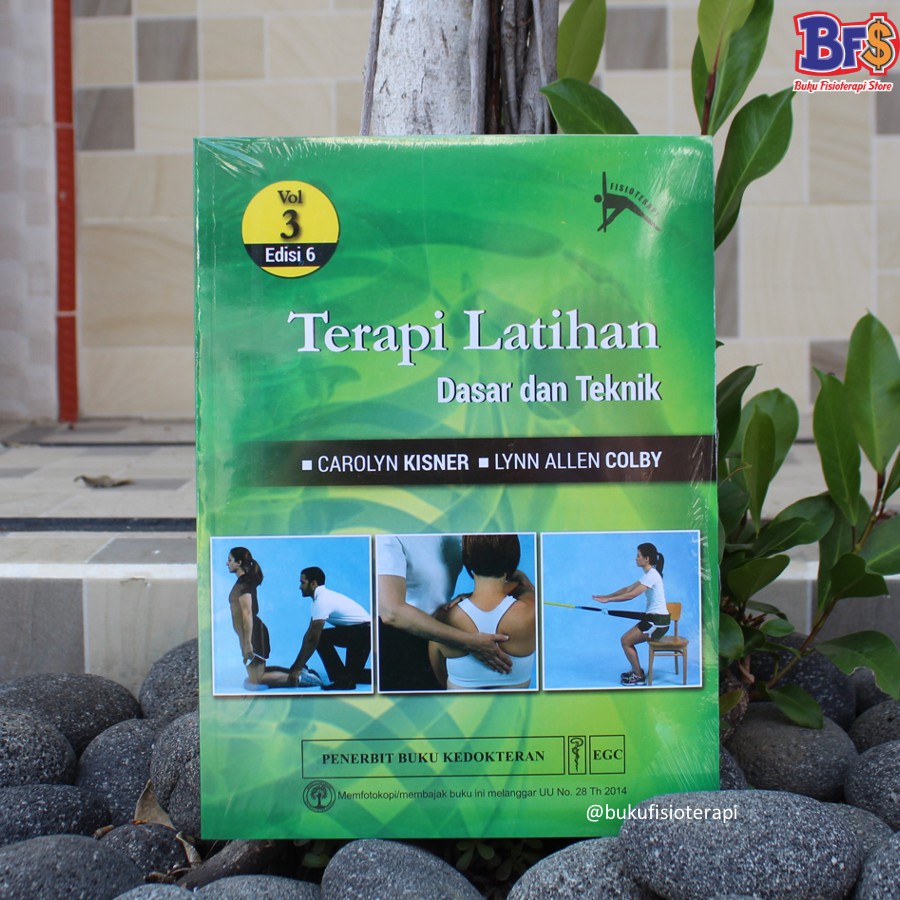 BF$
Buku Fisioterapi Store
Vol
3
Edisi 6
FISIOTERAPI
Terapi Latihan
Dasar dan Teknik
CAROLYN KISNER ■ LYNN ALLEN COLBY
PENERBIT BUKU KEDOKTERAN
EGC
Memfotokopi/membajak buku ini melanggar UU No. 28 Th 2014
@bukufisioterapi